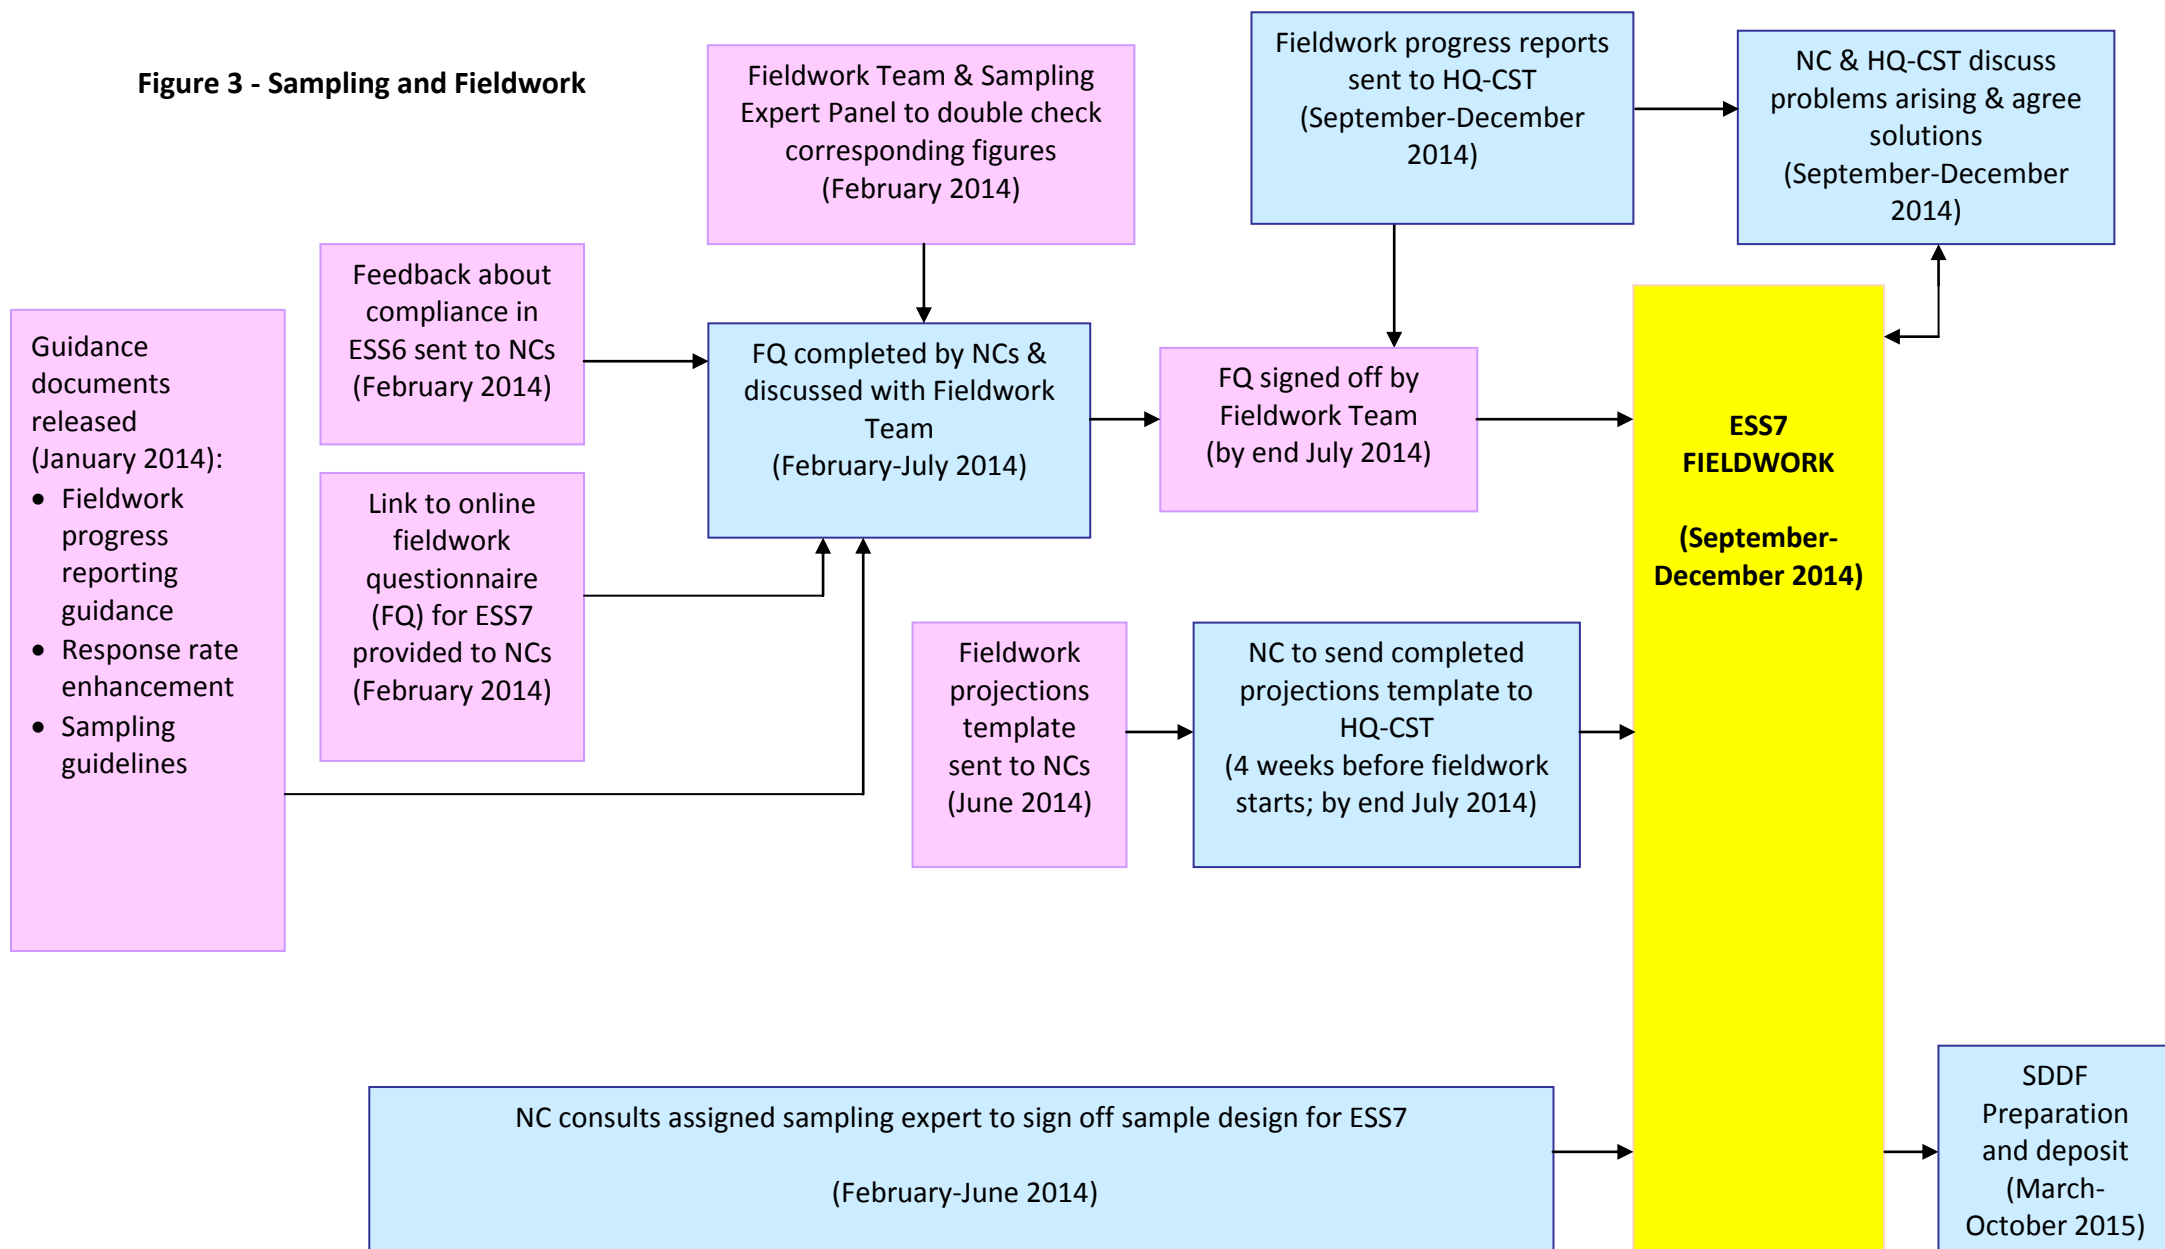 Figure 3 - Sampling and Fieldwork
Fieldwork Team & Sampling
Expert Panel to double check
corresponding figures
(February 2014)
Fieldwork progress reports
sent to HQ-CST
(September-December
2014)
NC & HQ-CST discuss
problems arising & agree
solutions
(September-December
2014)
Guidance
documents
released
(January 2014):
• Fieldwork
progress
reporting
guidance
• Response rate
enhancement
• Sampling
guidelines
Feedback about
compliance in
ESS6 sent to NCs
(February 2014)
Link to online
fieldwork
questionnaire
(FQ) for ESS7
provided to NCs
(February 2014)
FQ completed by NCs &
discussed with Fieldwork
Team
(February-July 2014)
FQ signed off by
Fieldwork Team
(by end July 2014)
ESS7
FIELDWORK
(September-
December 2014)
Fieldwork
projections
template
sent to NCs
(June 2014)
NC to send completed
projections template to
HQ-CST
(4 weeks before fieldwork
starts; by end July 2014)
NC consults assigned sampling expert to sign off sample design for ESS7
(February-June 2014)
SDDF
Preparation
and deposit
(March-
October 2015)